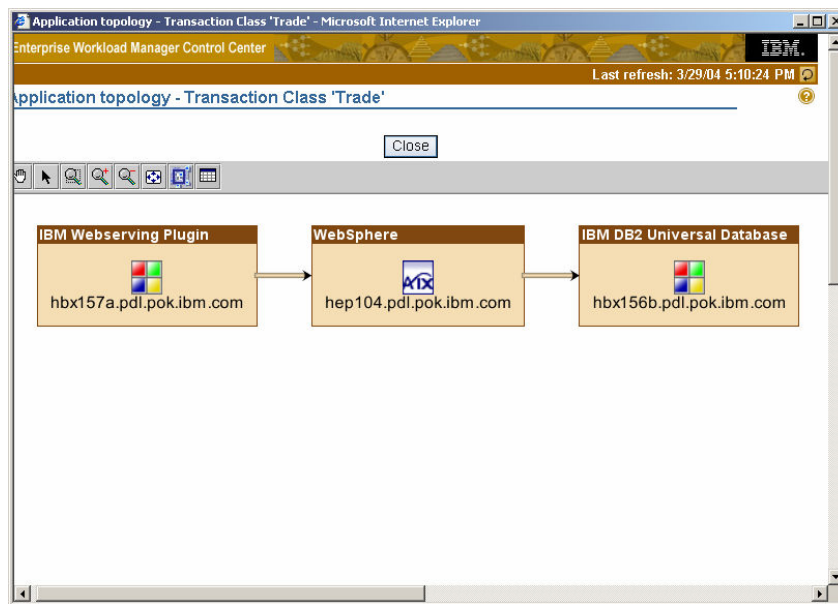 Application topology - Transaction Class 'Trade' - Microsoft Internet Explorer
Enterprise Workload Manager Control Center
IBM.
Last refresh: 3/29/04 5:10:24 PM
Application topology - Transaction Class 'Trade'
Close
IBM Webserving Plugin
WebSphere
IBM DB2 Universal Database
AIX
hbx157a.pdl.pok.ibm.com
hep104.pdl.pok.ibm.com
hbx156b.pdl.pok.ibm.com